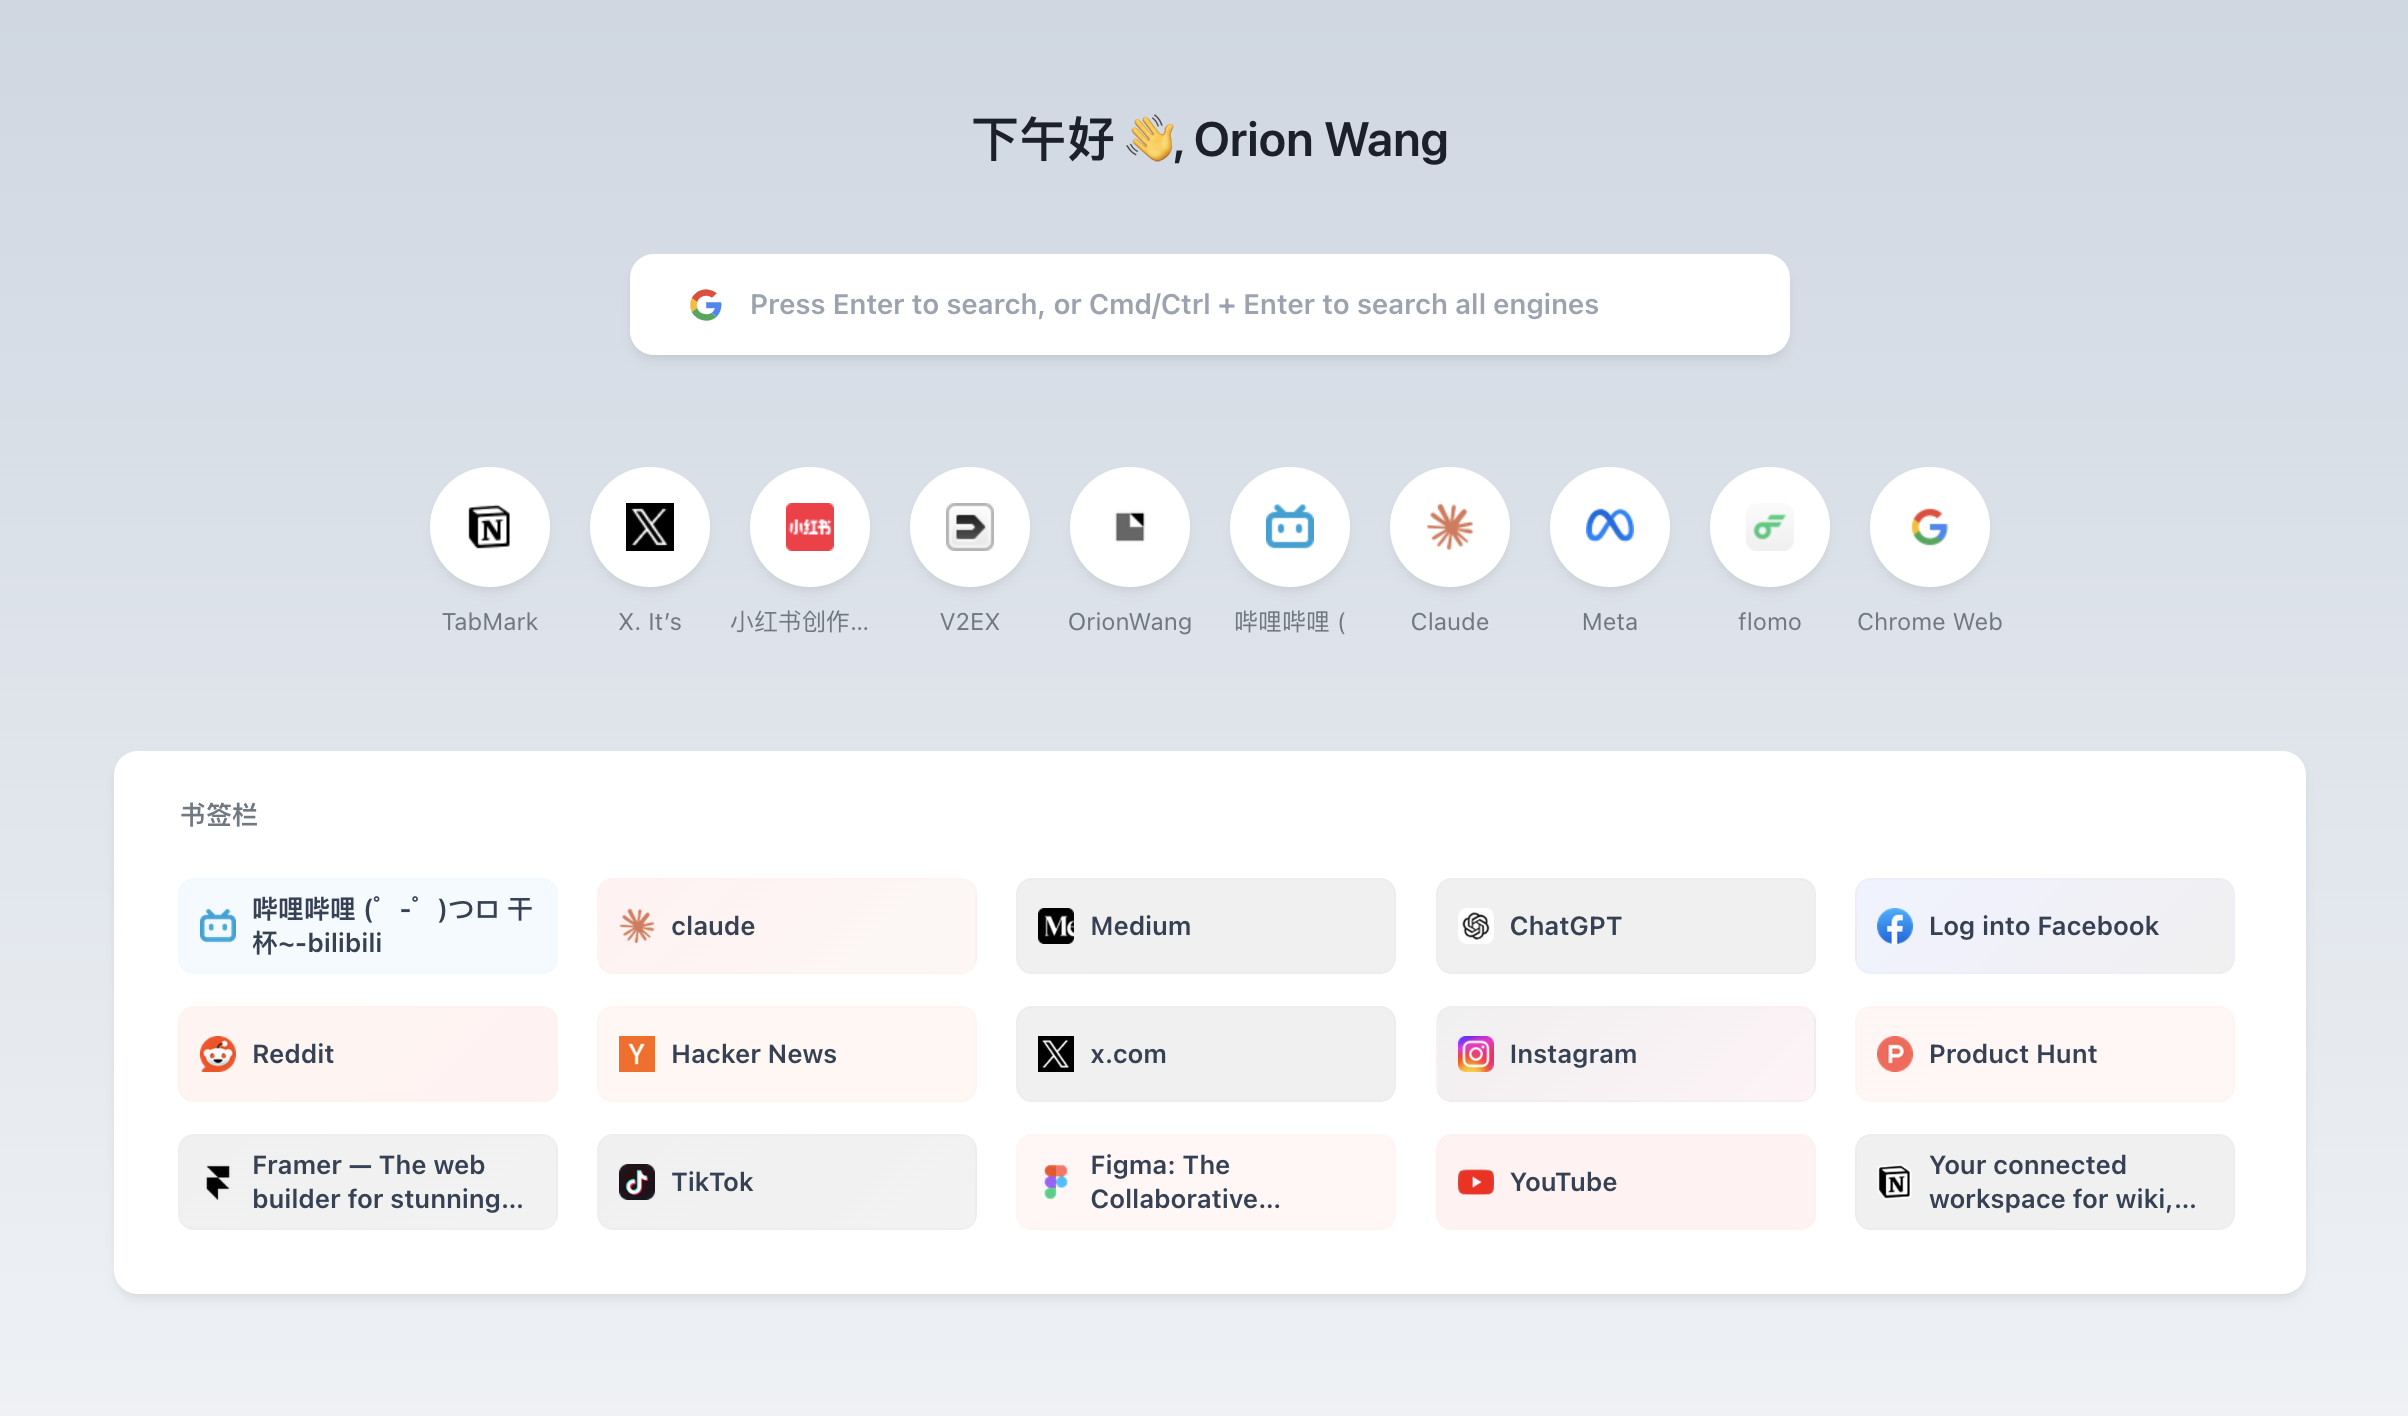 下午好 👋, Orion Wang
Press Enter to search, or Cmd/Ctrl + Enter to search all engines
小红书
TabMark
X. It’s
小红书创作...
V2EX
OrionWang
哔哩哔哩 (
Claude
Meta
flomo
Chrome Web
书签栏
哔哩哔哩 (゜-゜)つロ 干
杯~-bilibili
claude
Medium
ChatGPT
Log into Facebook
Reddit
Hacker News
x.com
Instagram
Product Hunt
Framer — The web
builder for stunning...
TikTok
Figma: The
Collaborative...
YouTube
Your connected
workspace for wiki,...